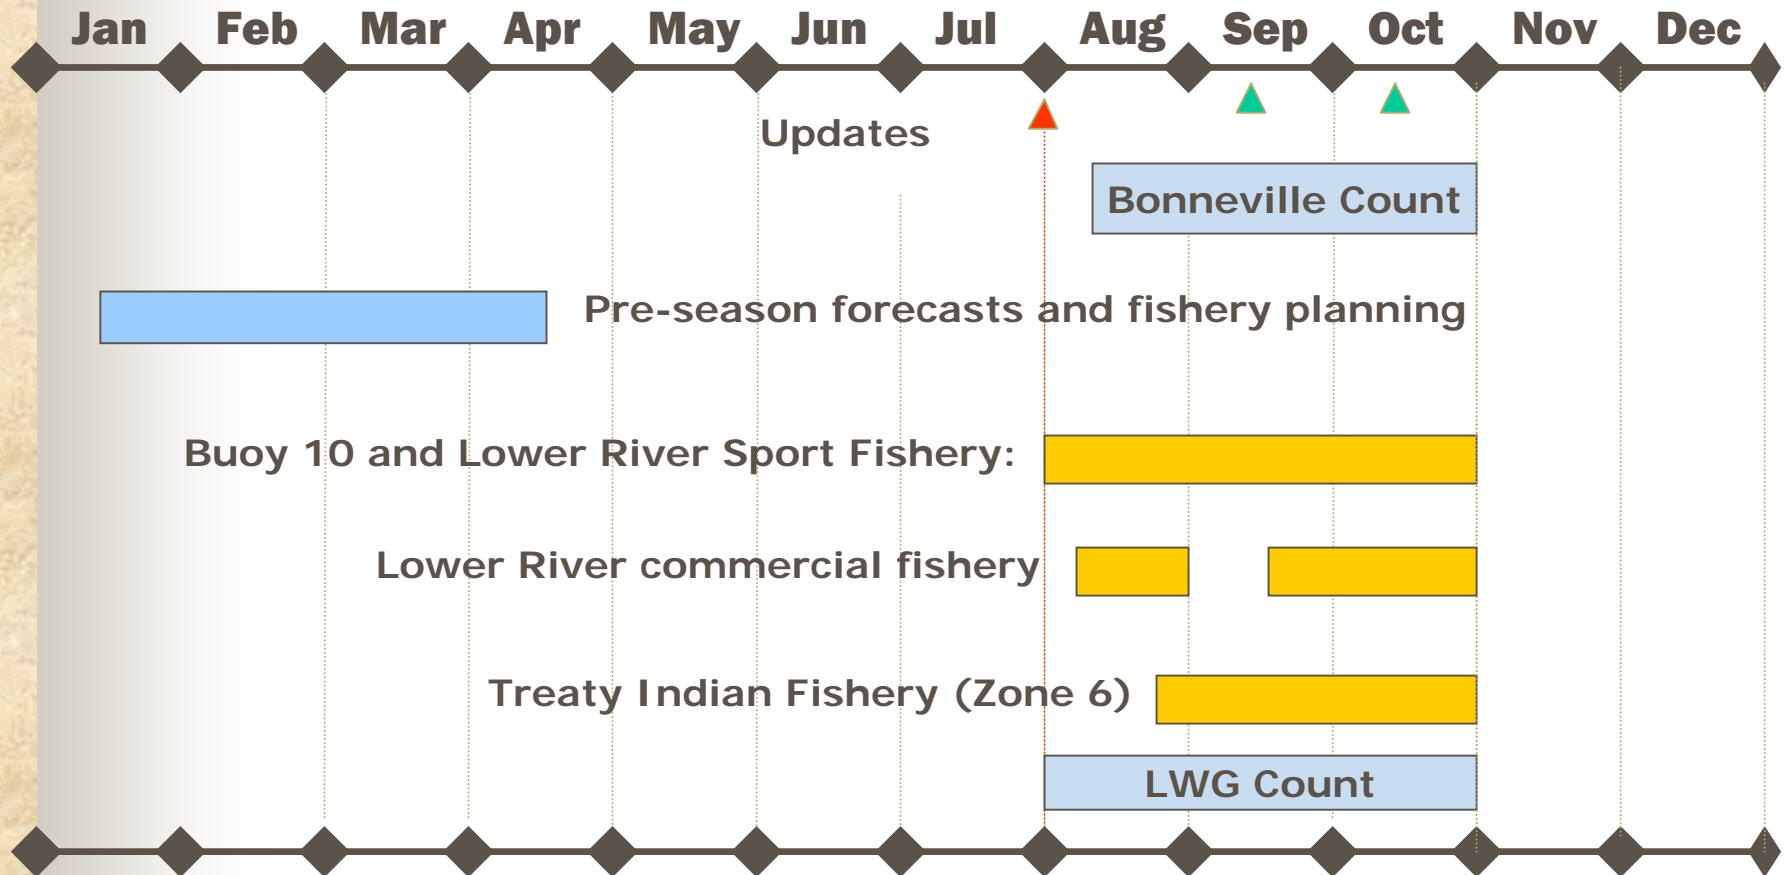 Jan Feb Mar Apr May Jun Jul Aug Sep Oct Nov Dec
Updates
Bonneville Count
Pre-season forecasts and fishery planning
Buoy 10 and Lower River Sport Fishery:
Lower River commercial fishery
Treaty Indian Fishery (Zone 6)
LWG Count